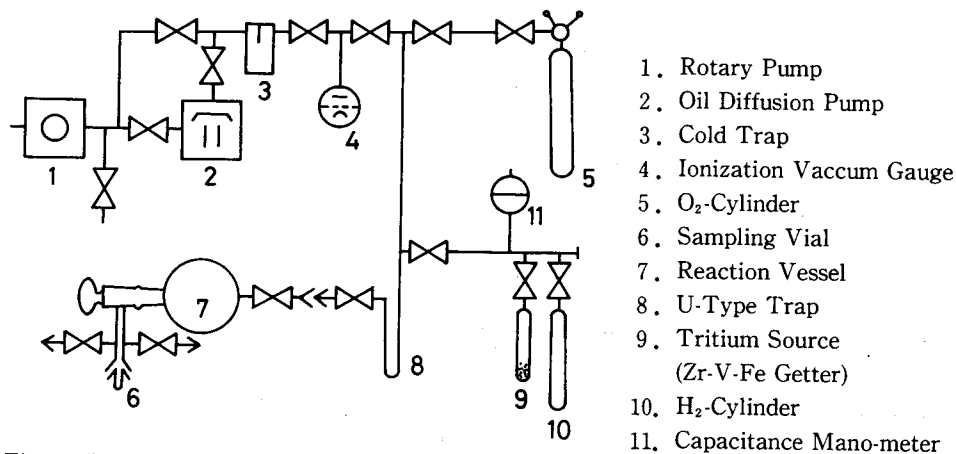 1. Rotary Pump
2. Oil Diffusion Pump
3. Cold Trap
4. Ionization Vaccum Gauge
5. O₂-Cylinder
6. Sampling Vial
7. Reaction Vessel
8. U-Type Trap
9. Tritium Source
(Zr-V-Fe Getter)
10. H₂-Cylinder
11. Capacitance Mano-meter
1
2
3
4
5
11
7
6
8
9
10